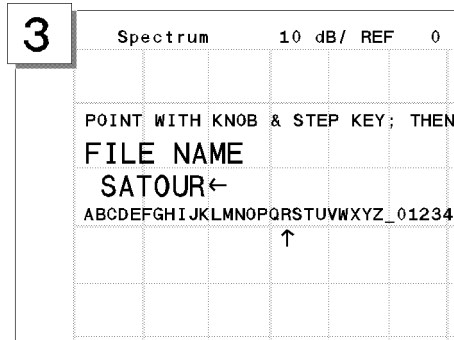 3
Spectrum 10 dB/ REF 0
POINT WITH KNOB & STEP KEY; THEN
FILE NAME
SATOUR←
ABCDEFGHIJKLMNOPQRSTUVWXYZ_01234
↑